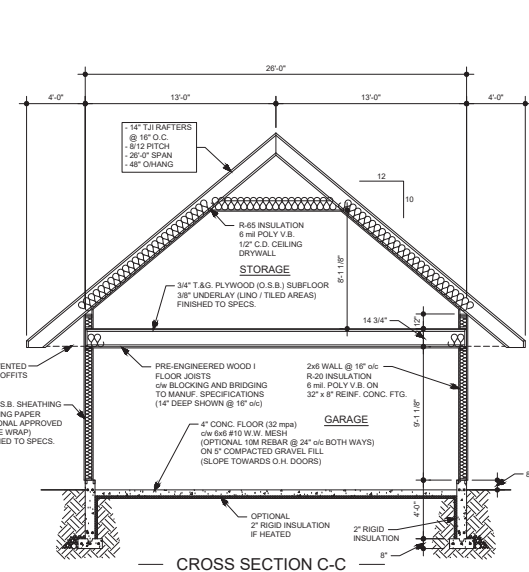 26'-0"
4'-0"
13'-0"
13'-0"
4'-0"
- 14" TJI RAFTERS
@ 16" O.C.
- 8/12 PITCH
- 26'-0" SPAN
- 48" O/HANG
12
10
R-65 INSULATION
6 mil POLY V.B.
1/2" C.D. CEILING
DRYWALL
STORAGE
8'-1 1/8"
3/4" T.&G. PLYWOOD (O.S.B.) SUBFLOOR
3/8" UNDERLAY (LINO / TILED AREAS)
FINISHED TO SPECS.
14 3/4"
12"
ENTED
OFFITS
PRE-ENGINEERED WOOD I
FLOOR JOISTS
c/w BLOCKING AND BRIDGING
TO MANUF. SPECIFICATIONS
(14" DEEP SHOWN @ 16" o/c)
2x6 WALL @ 16" o/c
R-20 INSULATION
6 mil. POLY V.B. ON
32" x 8" REINF. CONC. FTG.
9'-1 1/8"
S.B. SHEATHING
NG PAPER
ONAL APPROVED
E WRAP)
ED TO SPECS.
GARAGE
4" CONC. FLOOR (32 mpa)
c/w 6x6 #10 W.W. MESH
(OPTIONAL 10M REBAR @ 24" o/c BOTH WAYS)
ON 5" COMPACTED GRAVEL FILL
(SLOPE TOWARDS O.H. DOORS)
4'-0"
OPTIONAL
2" RIGID INSULATION
IF HEATED
2" RIGID
INSULATION
8"
CROSS SECTION C-C